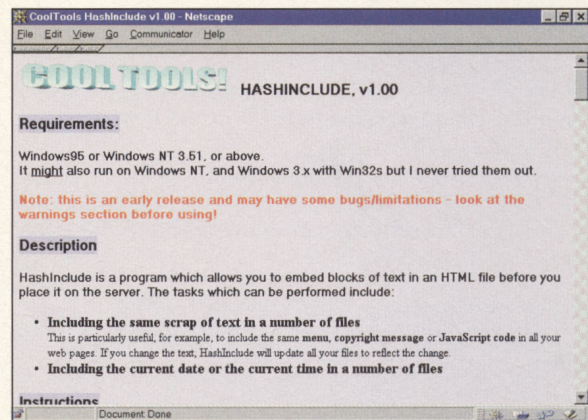 CoolTools HashInclude v1.00 - Netscape
File Edit View Go Communicator Help
COOL TOOLS! HASHINCLUDE, v1.00
Requirements:
Windows95 or Windows NT 3.51, or above.
It might also run on Windows NT, and Windows 3.x with Win32s but I never tried them out.
Note: this is an early release and may have some bugs/limitations - look at the
warnings section before using!
Description
HashInclude is a program which allows you to embed blocks of text in an HTML file before you
place it on the server. The tasks which can be performed include:
• Including the same scrap of text in a number of files
This is particularly useful, for example, to include the same menu, copyright message or JavaScript code in all your
web pages. If you change the text, HashInclude will update all your files to reflect the change.
• Including the current date or the current time in a number of files
Instructions
Document Done